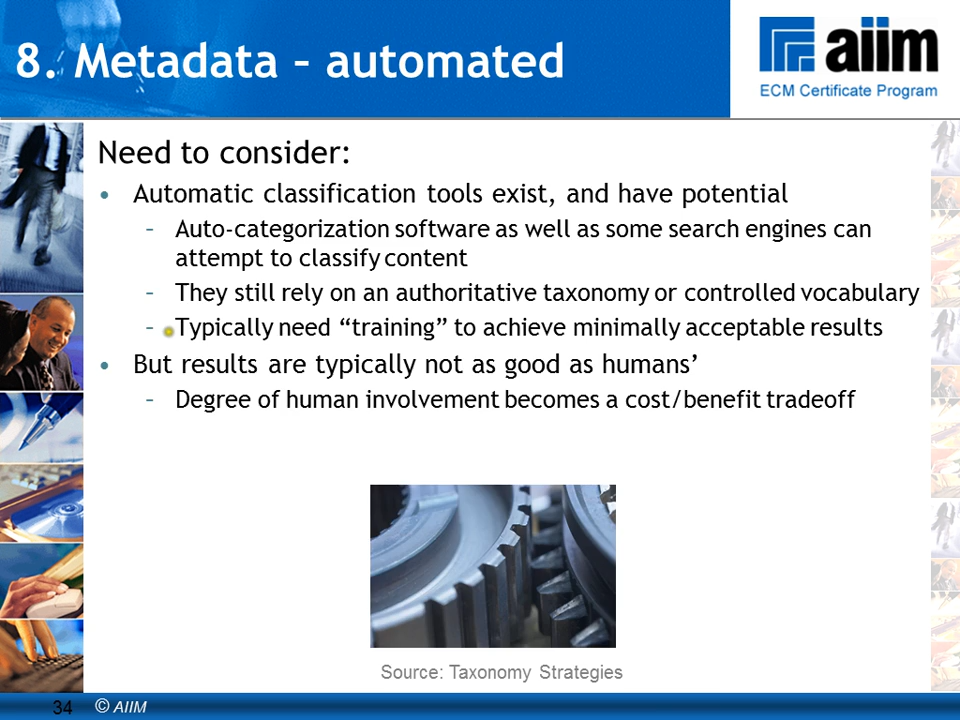 8. Metadata – automated
aiim
ECM Certificate Program
Need to consider:
• Automatic classification tools exist, and have potential
– Auto-categorization software as well as some search engines can
attempt to classify content
– They still rely on an authoritative taxonomy or controlled vocabulary
– Typically need “training” to achieve minimally acceptable results
• But results are typically not as good as humans’
– Degree of human involvement becomes a cost/benefit tradeoff
Source: Taxonomy Strategies
34 © AIIM